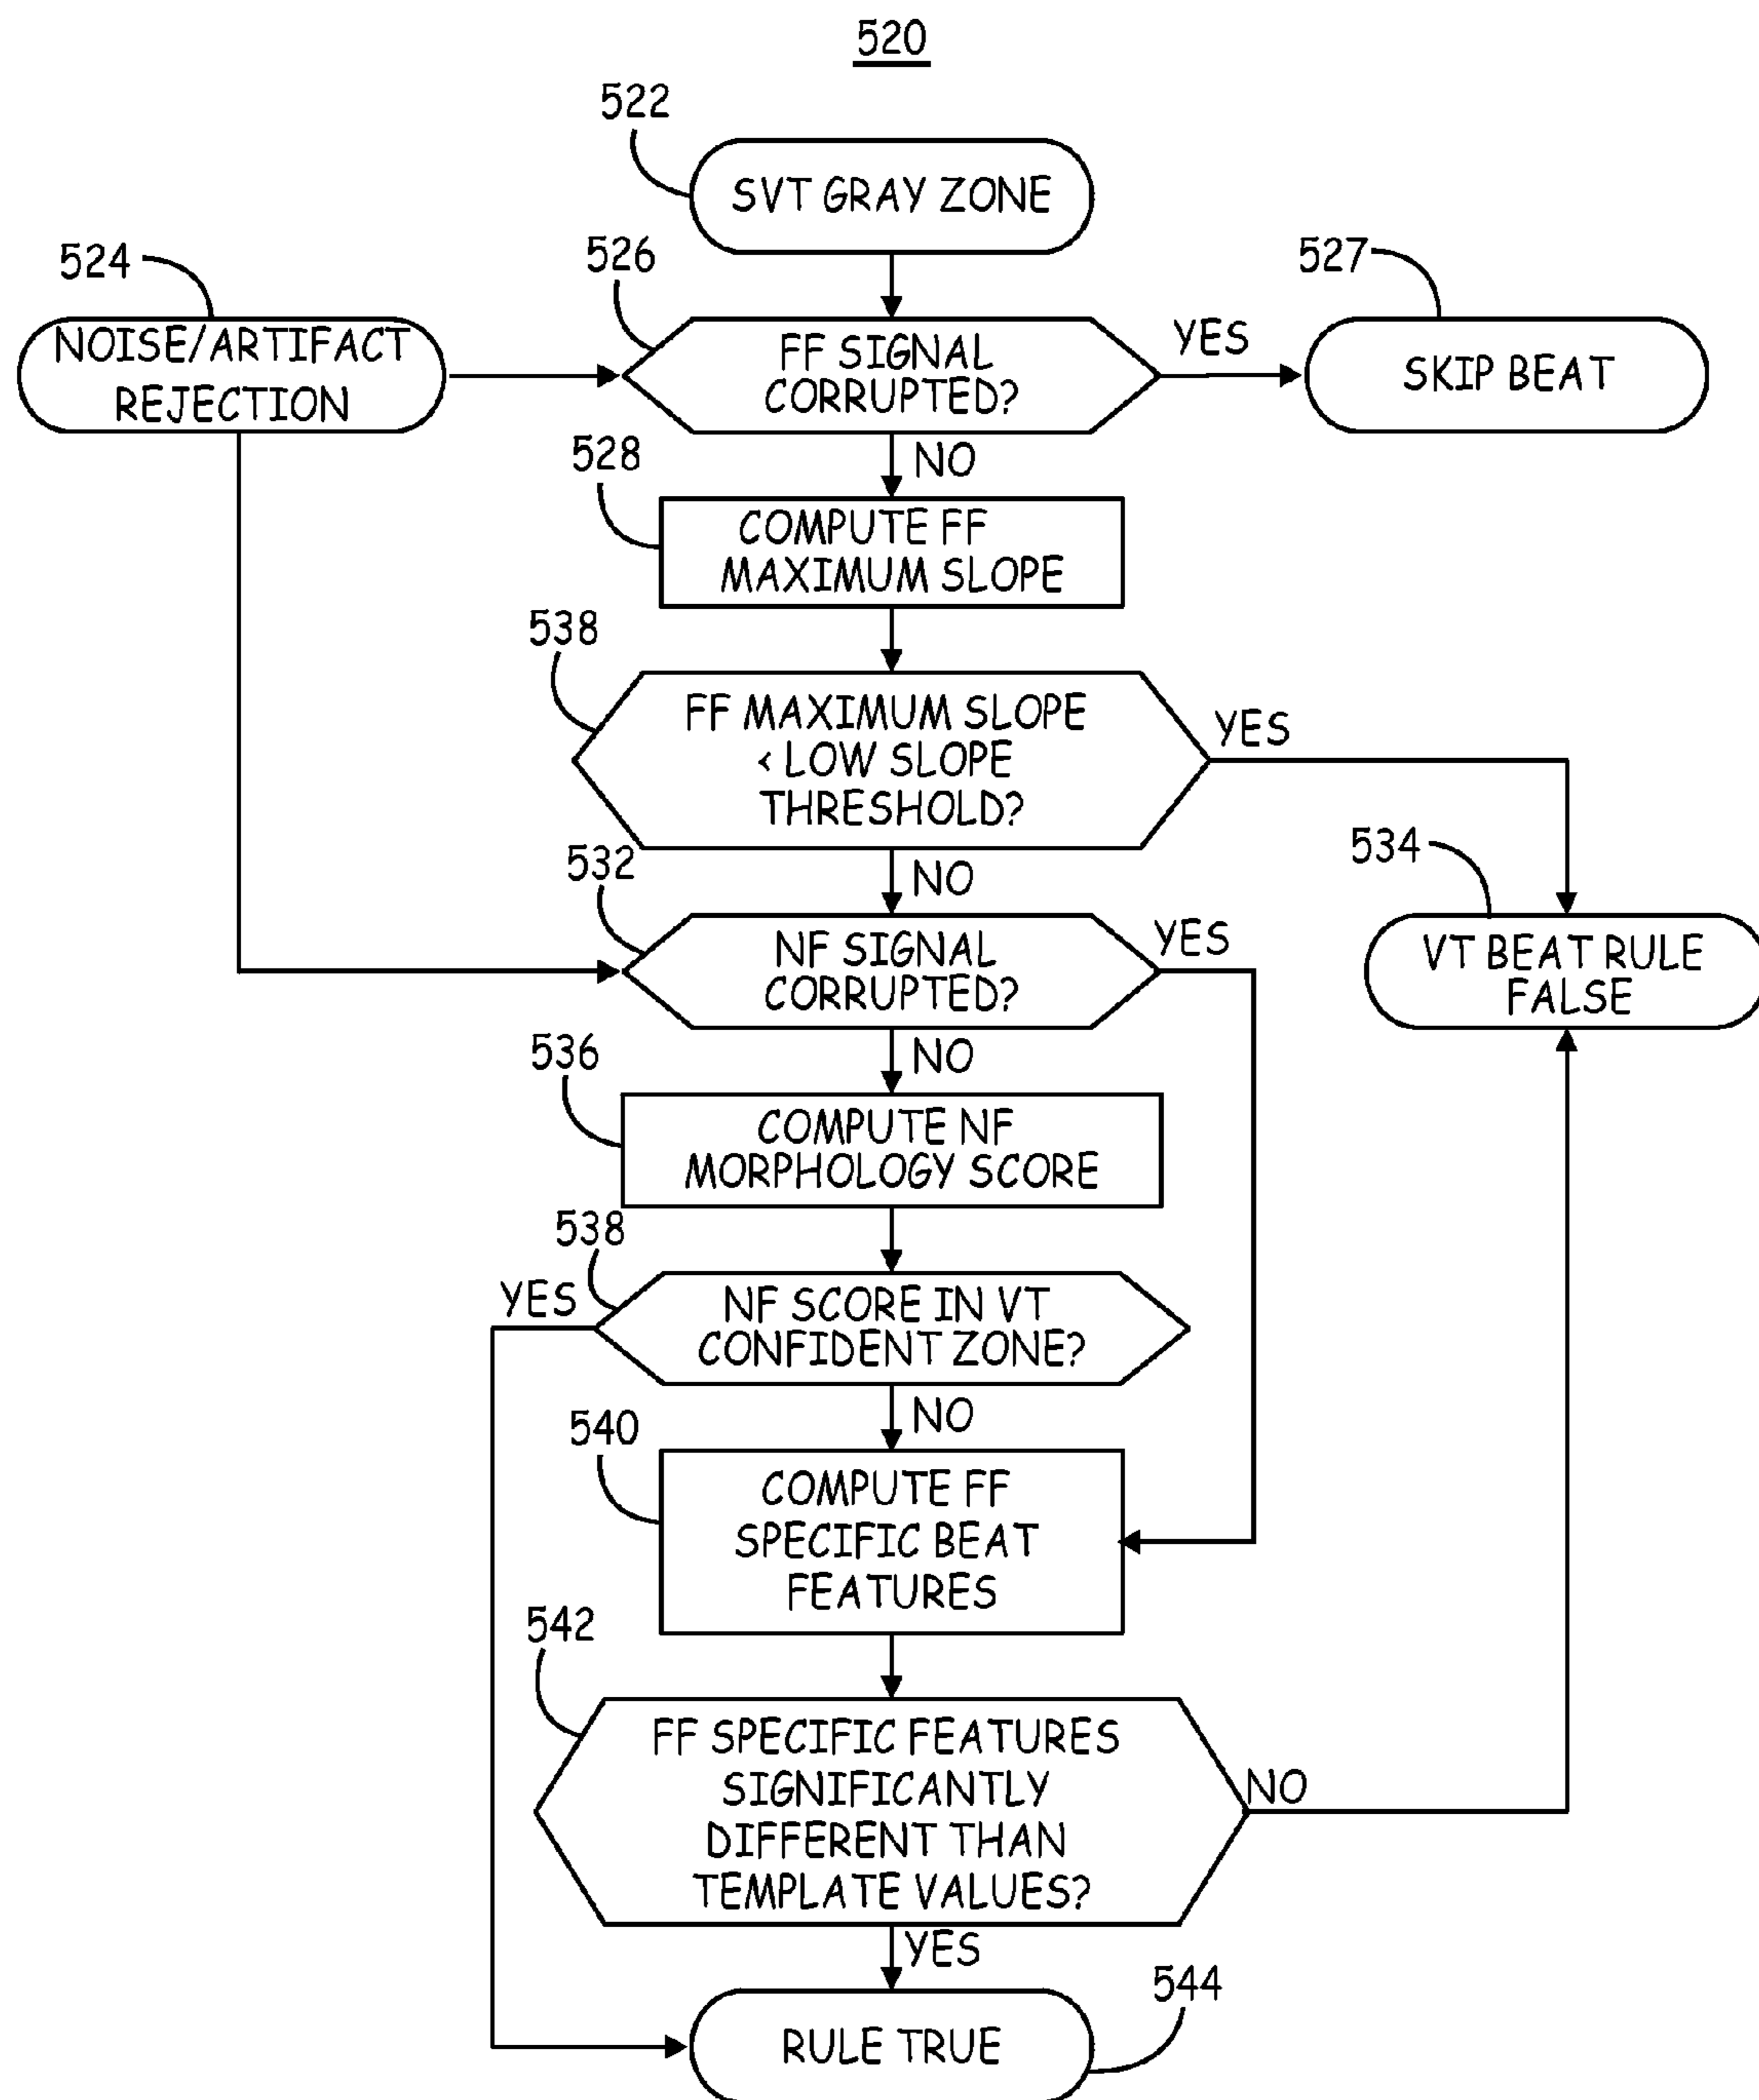 520
522
SVT GRAY ZONE
524
526
527
NOISE/ARTIFACT
REJECTION
FF SIGNAL
CORRUPTED?
YES
SKIP BEAT
NO
528
COMPUTE FF
MAXIMUM SLOPE
538
FF MAXIMUM SLOPE
< LOW SLOPE
THRESHOLD?
YES
NO
532
534
NF SIGNAL
CORRUPTED?
YES
VT BEAT RULE
FALSE
NO
536
COMPUTE NF
MORPHOLOGY SCORE
538
YES
NF SCORE IN VT
CONFIDENT ZONE?
NO
540
COMPUTE FF
SPECIFIC BEAT
FEATURES
542
FF SPECIFIC FEATURES
SIGNIFICANTLY
DIFFERENT THAN
TEMPLATE VALUES?
NO
YES
544
RULE TRUE